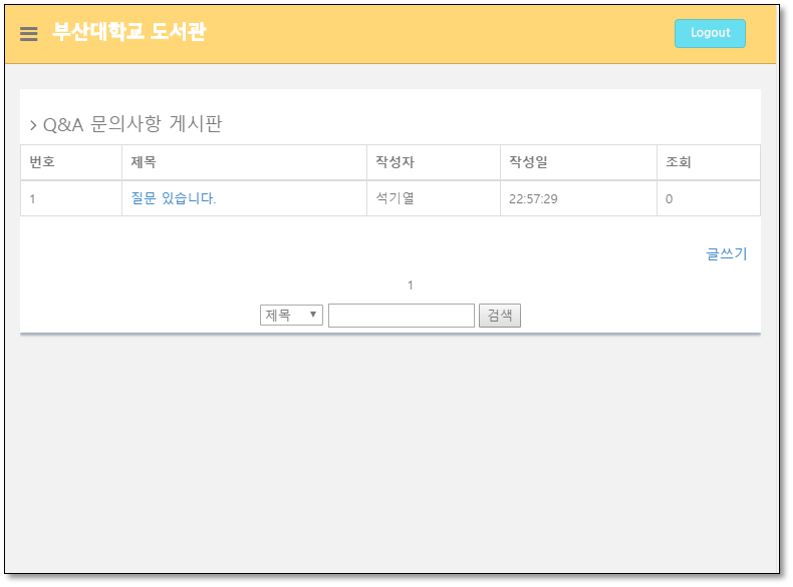 부산대학교 도서관 Logout
> Q&A 문의사항 게시판
번호 제목 작성자 작성일 조회
1 질문 있습니다. 석기열 22:57:29 0
글쓰기
1
제목 검색